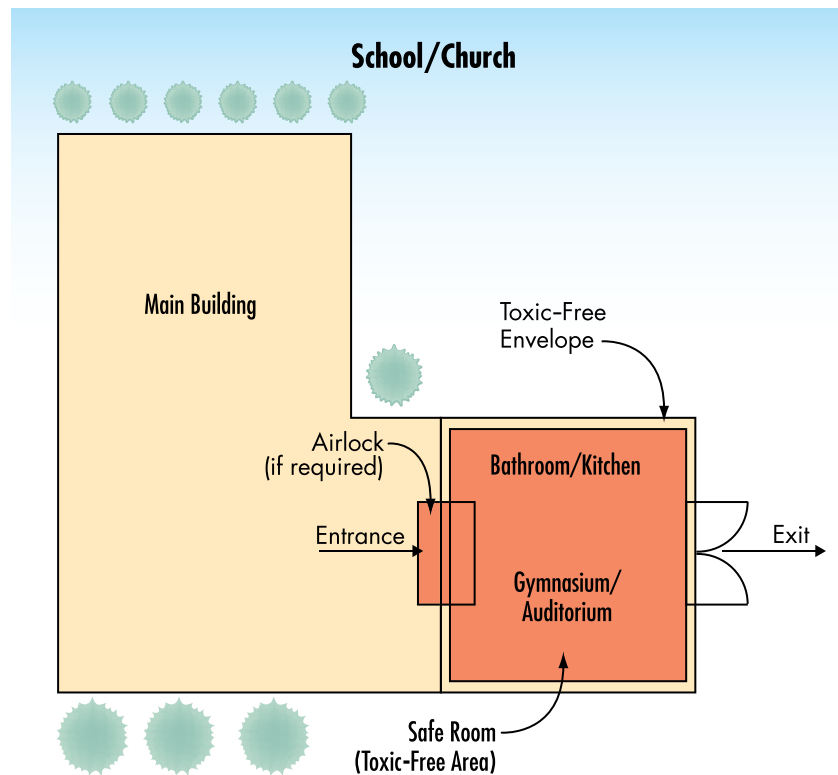 School/Church
Main Building
Toxic-Free
Envelope
Airlock
(if required)
Bathroom/Kitchen
Entrance
Exit
Gymnasium/
Auditorium
Safe Room
(Toxic-Free Area)